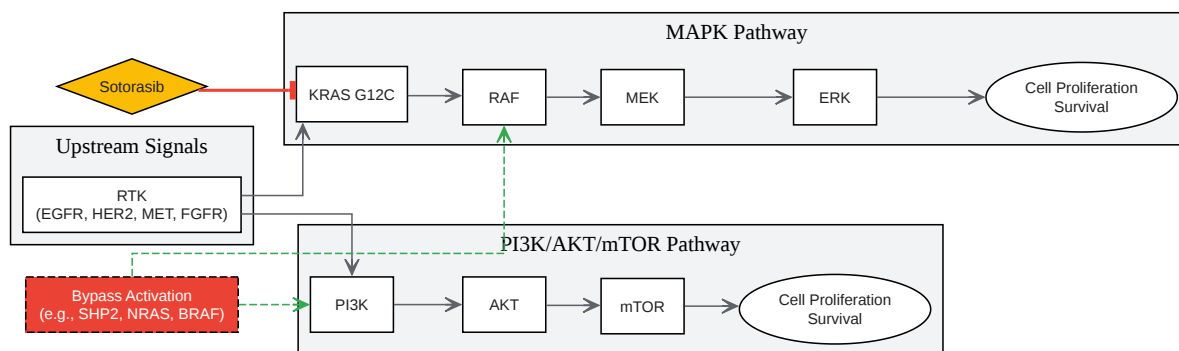 MAPK Pathway
Sotorasib
KRAS G12C
RAF
MEK
ERK
Cell Proliferation
Survival
Upstream Signals
RTK
(EGFR, HER2, MET, FGFR)
PI3K/AKT/mTOR Pathway
Bypass Activation
(e.g., SHP2, NRAS, BRAF)
PI3K
AKT
mTOR
Cell Proliferation
Survival